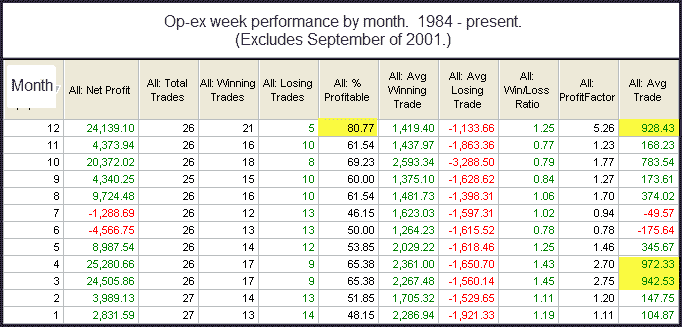 Op-ex week performance by month. 1984 - present.
(Excludes September of 2001.)
Month All: Net Profit All: Total Trades All: Winning Trades All: Losing Trades All: % Profitable All: Avg Winning Trade All: Avg Losing Trade All: Win/Loss Ratio All: ProfitFactor All: Avg Trade
12 24,139.10 26 21 5 80.77 1,419.40 -1,133.66 1.25 5.26 928.43
11 4,373.94 26 16 10 61.54 1,437.97 -1,863.36 0.77 1.23 168.23
10 20,372.02 26 18 8 69.23 2,593.34 -3,288.50 0.79 1.77 783.54
9 4,340.25 25 15 10 60.00 1,375.10 -1,628.62 0.84 1.27 173.61
8 9,724.48 26 16 10 61.54 1,481.73 -1,398.31 1.06 1.70 374.02
7 -1,288.69 26 12 13 46.15 1,623.03 -1,597.31 1.02 0.94 -49.57
6 -4,566.75 26 13 13 50.00 1,264.23 -1,615.52 0.78 0.78 -175.64
5 8,987.54 26 14 12 53.85 2,029.22 -1,618.46 1.25 1.46 345.67
4 25,280.66 26 17 9 65.38 2,361.00 -1,650.70 1.43 2.70 972.33
3 24,505.86 26 17 9 65.38 2,267.48 -1,560.14 1.45 2.75 942.53
2 3,989.13 27 14 13 51.85 1,705.32 -1,529.65 1.11 1.20 147.75
1 2,831.59 27 13 14 48.15 2,286.94 -1,921.33 1.19 1.11 104.87